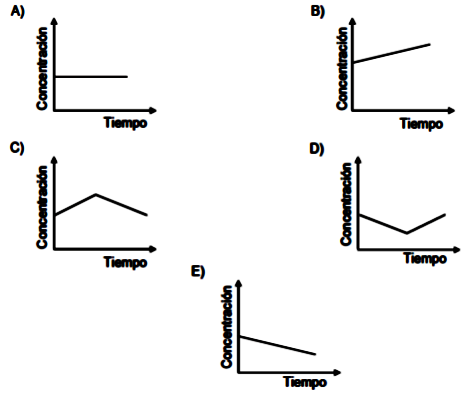 A)
Concentración
Tiempo
B)
Concentración
Tiempo
C)
Concentración
Tiempo
D)
Concentración
Tiempo
E)
Concentración
Tiempo